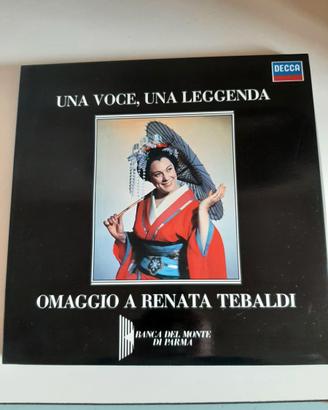 DECCA
UNA VOCE, UNA LEGGENDA
OMAGGIO A RENATA TEBALDI
BANCA DEL MONTE
DI PARMA